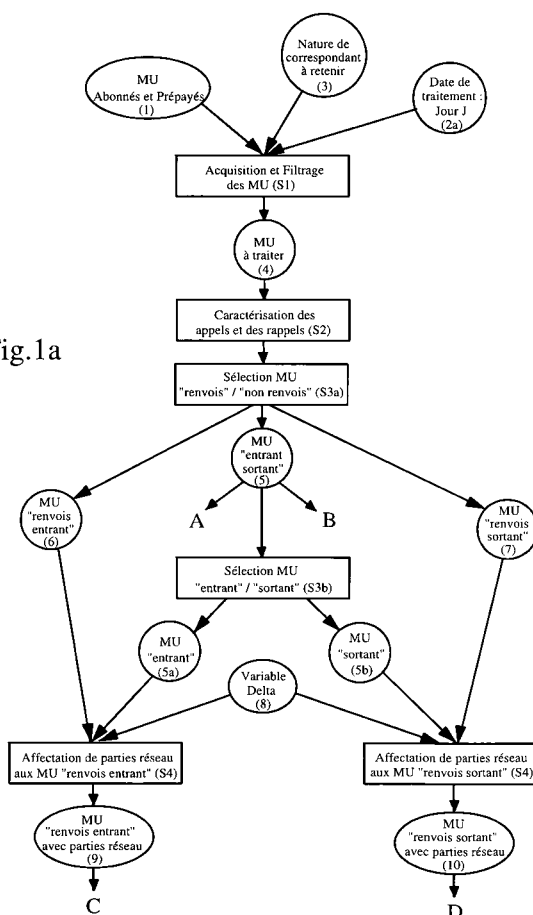 Nature de
correspondant
à retenir
(3)
MU
Abonnés et Prépayés
(1)
Date de
traitement :
Jour J
(2a)
Acquisition et Filtrage
des MU (S1)
MU
à traiter
(4)
Caractérisation des
appels et des rappels (S2)
ig.1a
Sélection MU
"renvois" / "non renvois" (S3a)
MU
"entrant
sortant"
(5)
MU
"renvois
entrant"
(6)
A
B
MU
"renvois
sortant"
(7)
Sélection MU
"entrant" / "sortant" (S3b)
MU
"entrant"
(5a)
MU
"sortant"
(5b)
Variable
Delta
(8)
Affectation de parties réseau
aux MU "renvois entrant" (S4)
Affectation de parties réseau
aux MU "renvois sortant" (S4)
MU
"renvois entrant"
avec parties réseau
(9)
MU
"renvois sortant"
avec parties réseau
(10)
C
D